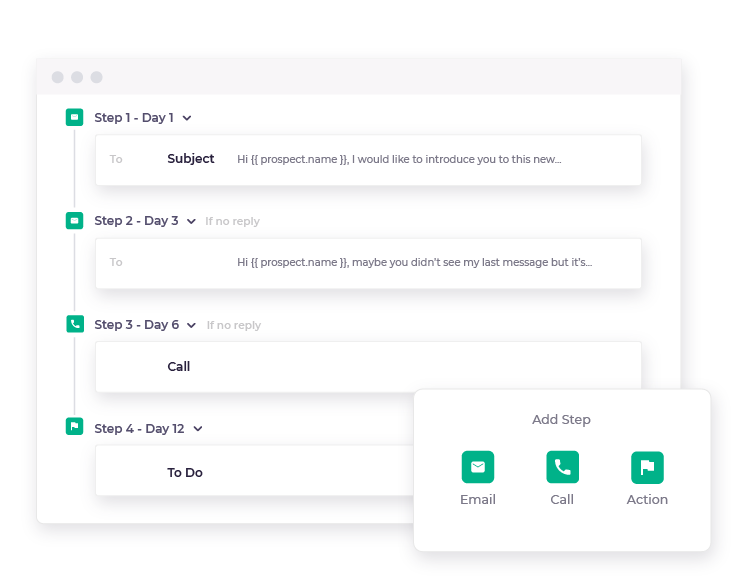 Step 1 - Day 1
To Subject Hi {{ prospect.name }}, I would like to introduce you to this new...
Step 2 - Day 3 If no reply
To Hi {{ prospect.name }}, maybe you didn't see my last message but it's...
Step 3 - Day 6 If no reply
Call
Step 4 - Day 12
To Do
Add Step
Email Call Action